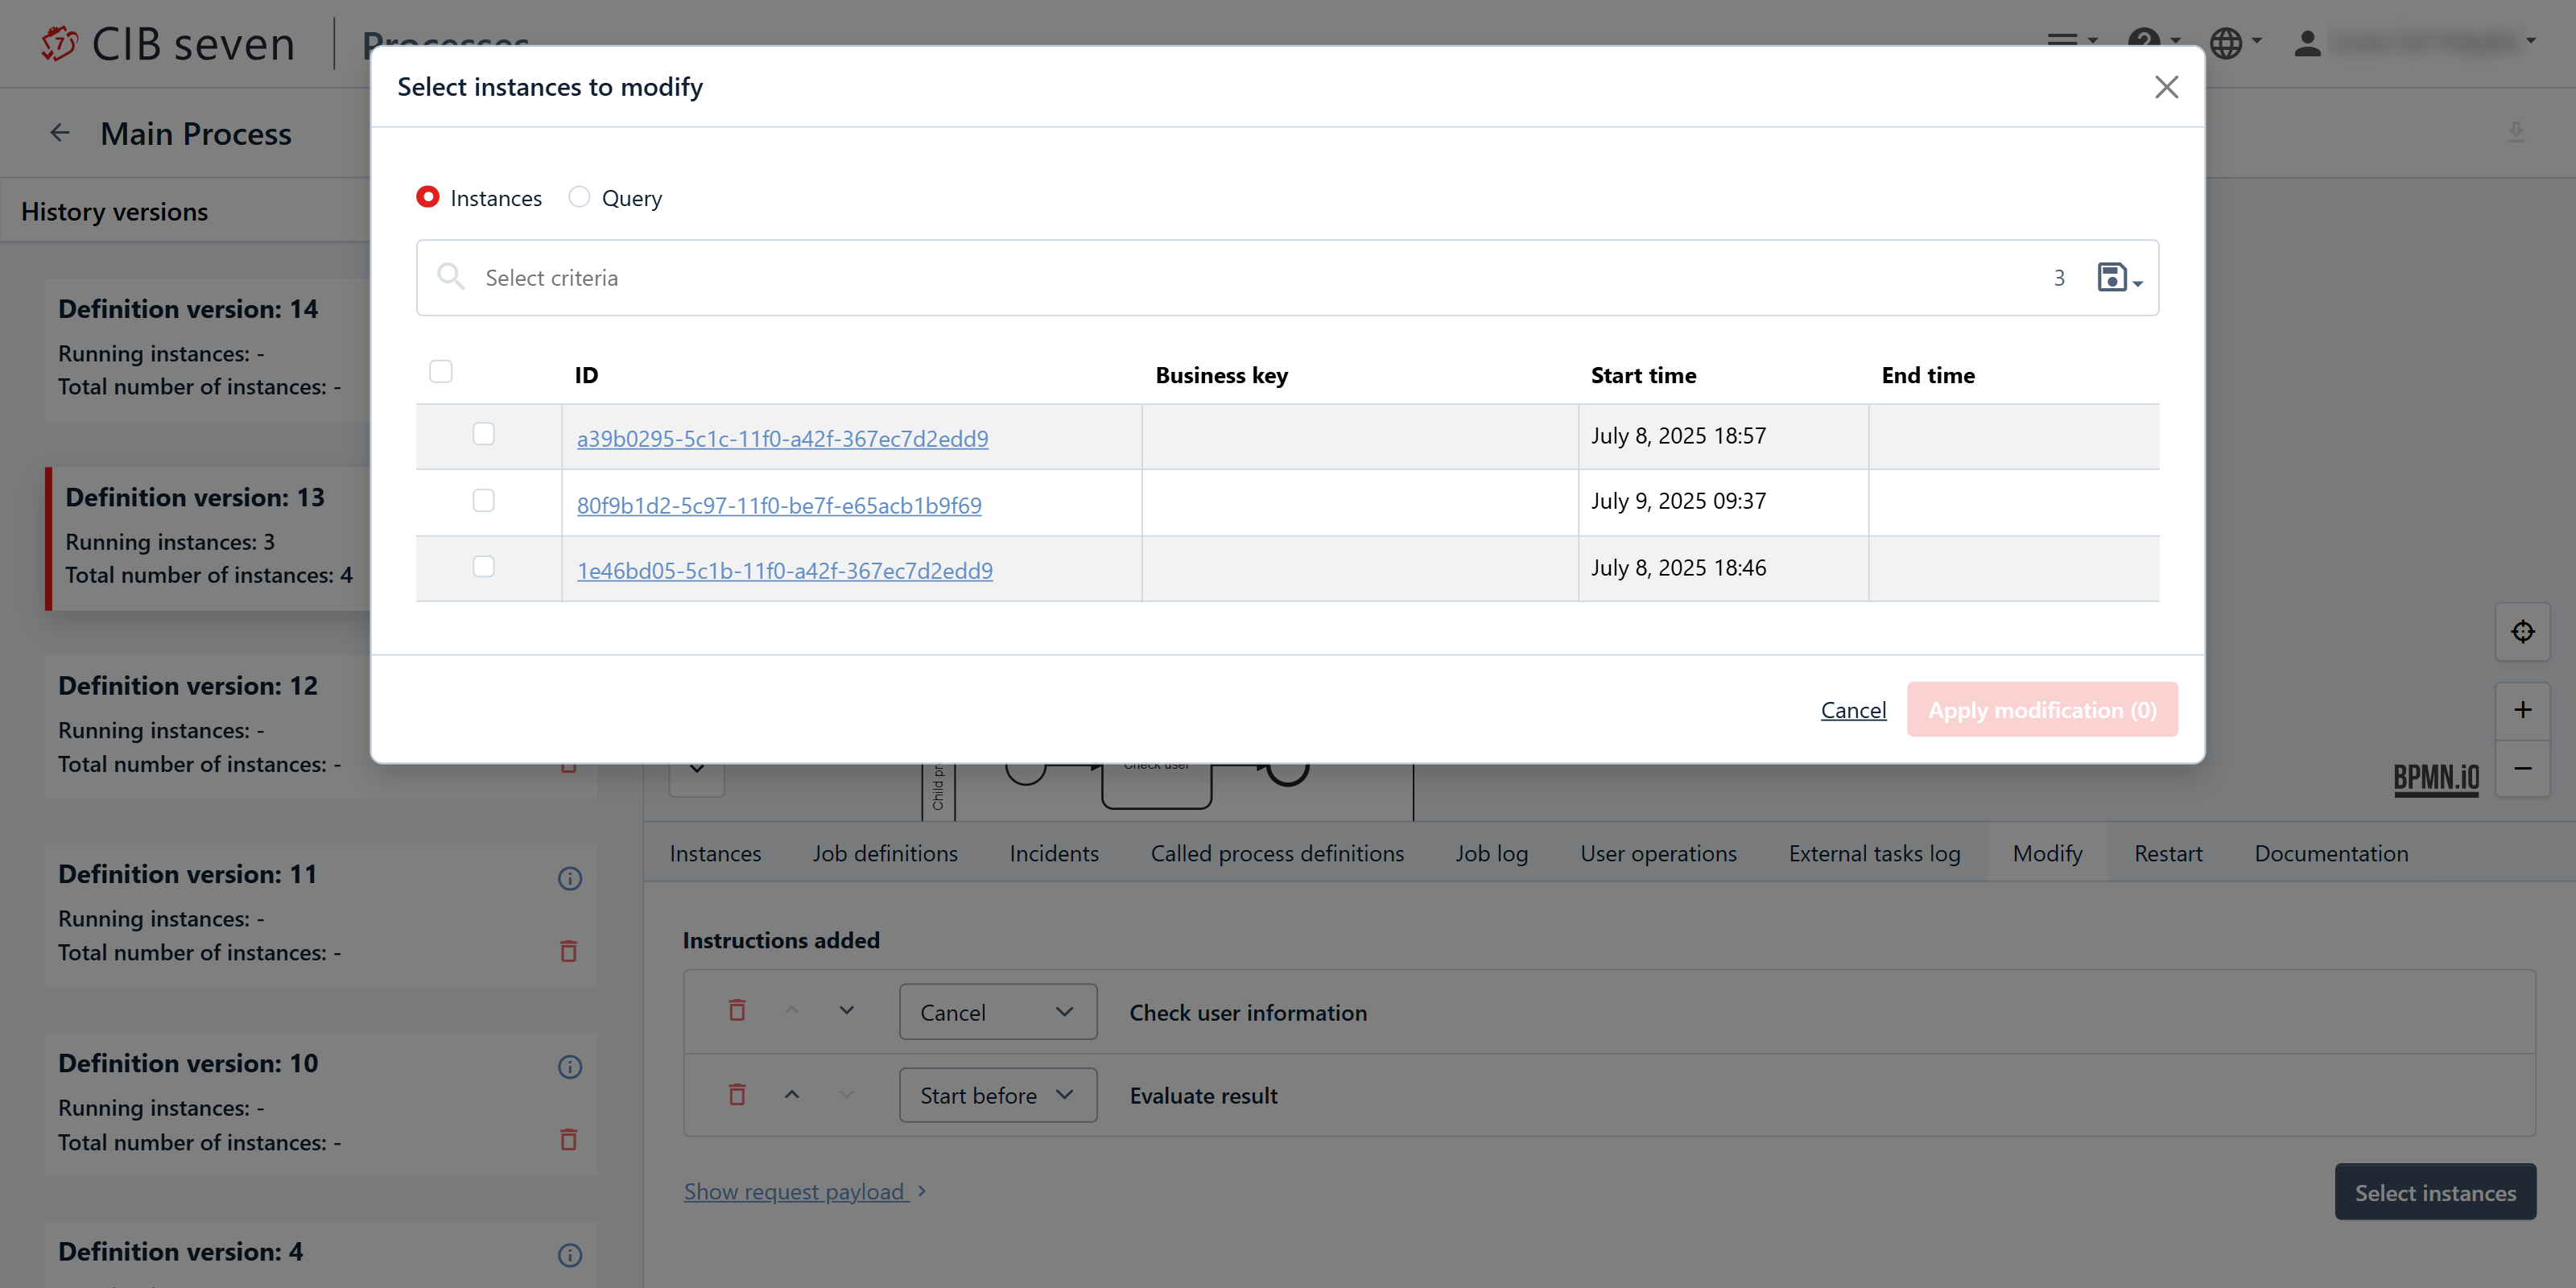 CIB seven
Processes
Main Process
History versions
Select instances to modify
Instances
Query
Select criteria
3
ID Business key Start time End time
a39b0295-5c1c-11f0-a42f-367ec7d2edd9 July 8, 2025 18:57
80f9b1d2-5c97-11f0-be7f-e65acb1b9f69 July 9, 2025 09:37
1e46bd05-5c1b-11f0-a42f-367ec7d2edd9 July 8, 2025 18:46
Cancel
Apply modification (0)
Definition version: 14
Running instances: -
Total number of instances: -
Definition version: 13
Running instances: 3
Total number of instances: 4
Definition version: 12
Running instances: -
Total number of instances: -
Definition version: 11
Running instances: -
Total number of instances: -
Definition version: 10
Running instances: -
Total number of instances: -
Definition version: 4
Child pr
Check user
BPMN.iO
Instances Job definitions Incidents Called process definitions Job log User operations External tasks log Modify Restart Documentation
Instructions added
Cancel Check user information
Start before Evaluate result
Show request payload
Select instances